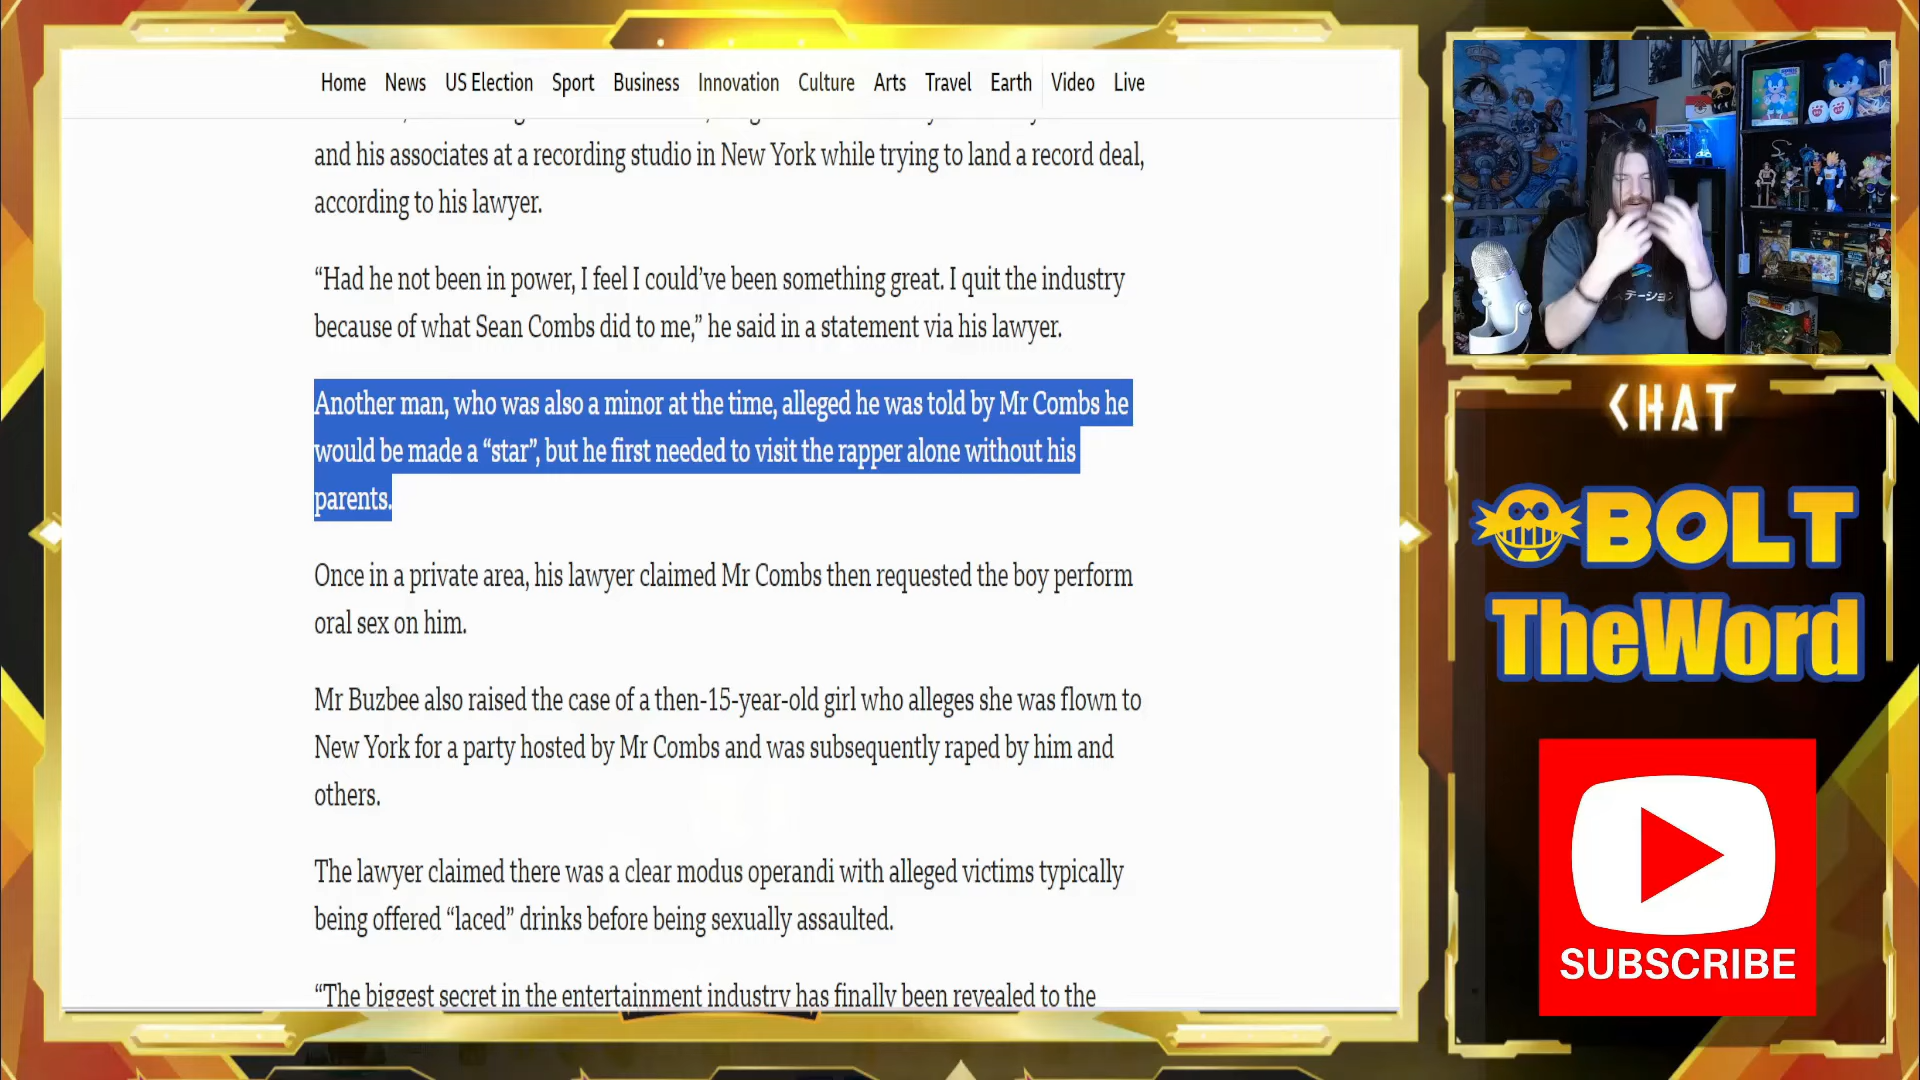 Home News US Election Sport Business Innovation Culture Arts Travel Earth Video Live
and his associates at a recording studio in New York while trying to land a record deal,
according to his lawyer.
“Had he not been in power, I feel I could’ve been something great. I quit the industry
because of what Sean Combs did to me,” he said in a statement via his lawyer.
Another man, who was also a minor at the time, alleged he was told by Mr Combs he
would be made a “star”, but he first needed to visit the rapper alone without his
parents.
Once in a private area, his lawyer claimed Mr Combs then requested the boy perform
oral sex on him.
Mr Buzbee also raised the case of a then-15-year-old girl who alleges she was flown to
New York for a party hosted by Mr Combs and was subsequently raped by him and
others.
The lawyer claimed there was a clear modus operandi with alleged victims typically
being offered “laced” drinks before being sexually assaulted.
“The biggest secret in the entertainment industry has finally been revealed to the
CHAT
BOLT
TheWord
SUBSCRIBE